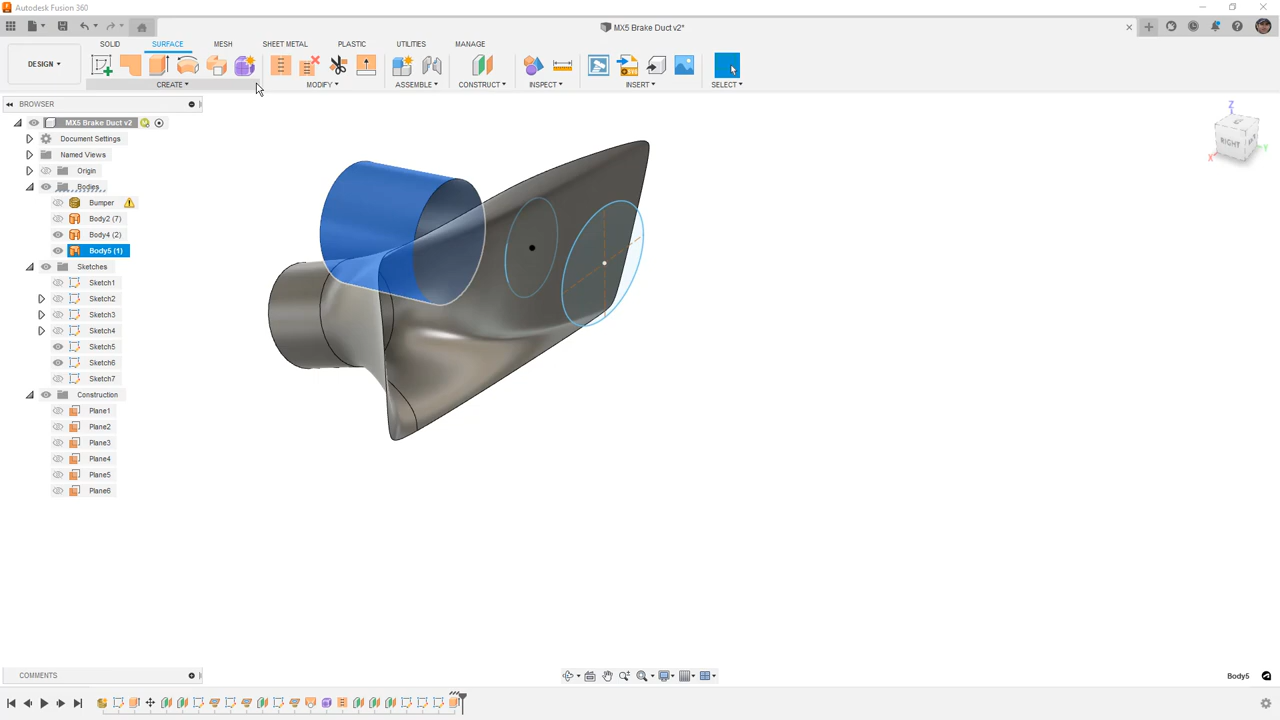 Autodesk Fusion 360
MX5 Brake Duct v2*
SOLID SURFACE MESH SHEET METAL PLASTIC UTILITIES MANAGE
DESIGN
CREATE MODIFY ASSEMBLE CONSTRUCT INSPECT INSERT SELECT
BROWSER
MX5 Brake Duct v2
Document Settings
Named Views
Origin
Bodies
Bumper
Body2 (7)
Body4 (2)
Body5 (1)
Sketches
Sketch1
Sketch2
Sketch3
Sketch4
Sketch5
Sketch6
Sketch7
Construction
Plane1
Plane2
Plane3
Plane4
Plane5
Plane6
Z
RIGHT
X
Y
COMMENTS
Body5